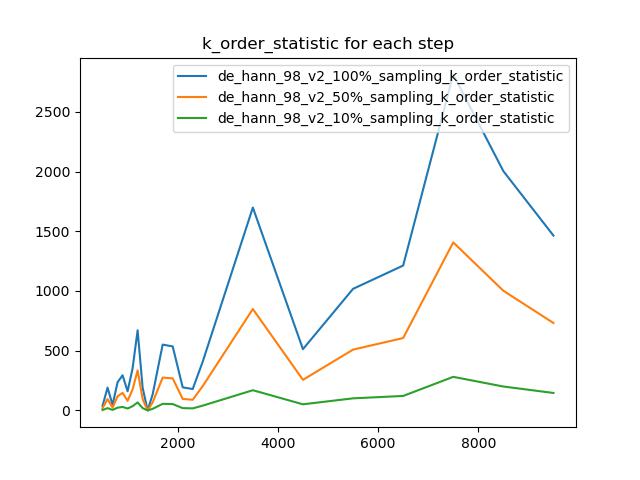 k_order_statistic for each step
de_hann_98_v2_100%_sampling_k_order_statistic
de_hann_98_v2_50%_sampling_k_order_statistic
de_hann_98_v2_10%_sampling_k_order_statistic
2500
2000
1500
1000
500
0
2000 4000 6000 8000